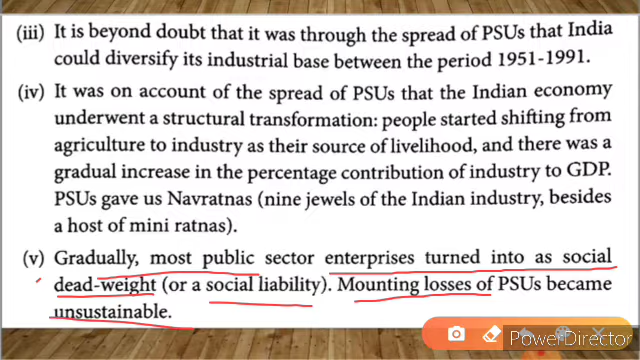 (iii) It is beyond doubt that it was through the spread of PSUs that India
could diversify its industrial base between the period 1951-1991.
(iv) It was on account of the spread of PSUs that the Indian economy
underwent a structural transformation: people started shifting from
agriculture to industry as their source of livelihood, and there was a
gradual increase in the percentage contribution of industry to GDP.
PSUs gave us Navratnas (nine jewels of the Indian industry, besides
a host of mini ratnas).
(v) Gradually, most public sector enterprises turned into as social
dead-weight (or a social liability). Mounting losses of PSUs became
unsustainable.
PowerDirector